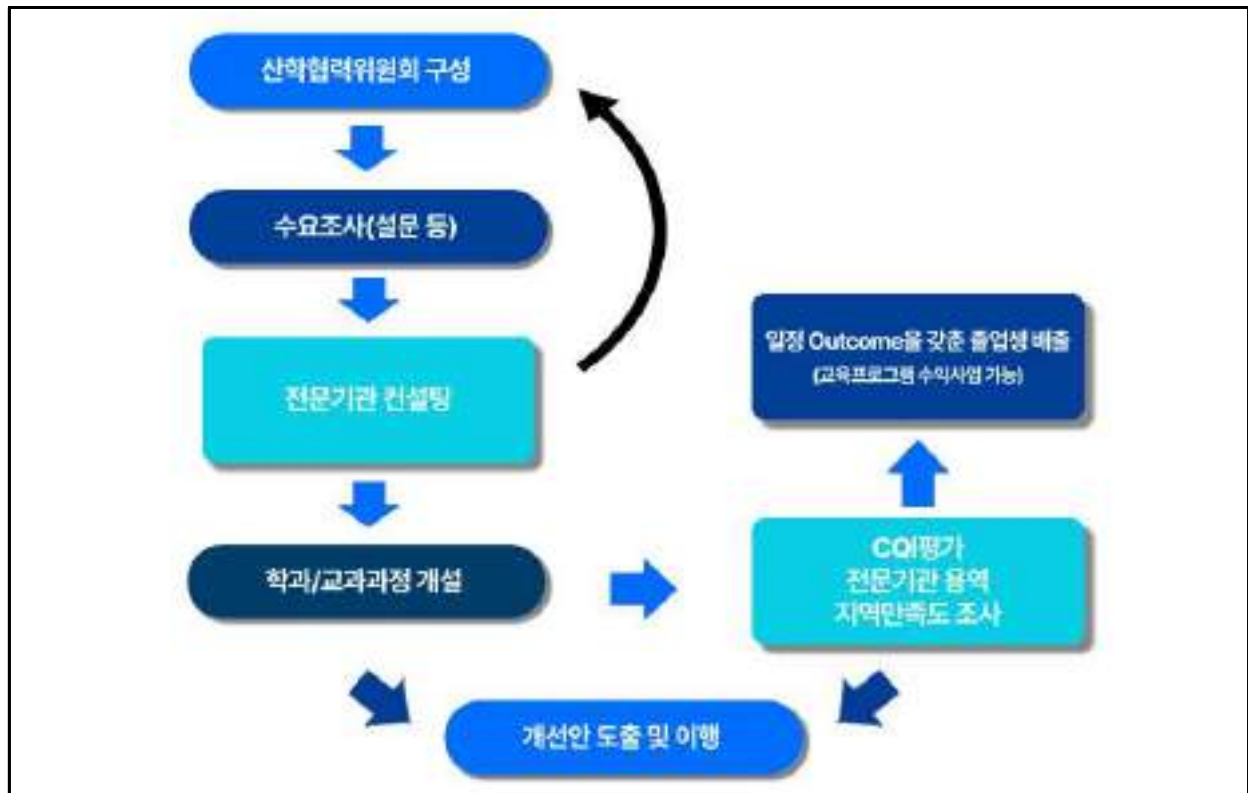 산학협력위원회 구성
수요조사(설문 등)
전문기관 컨설팅
학과/교과과정 개설
일정 Outcome을 갖춘 졸업생 배출
(교육프로그램 수익사업 가능)
CQI평가
전문기관 용역
지역만족도 조사
개선안 도출 및 이행